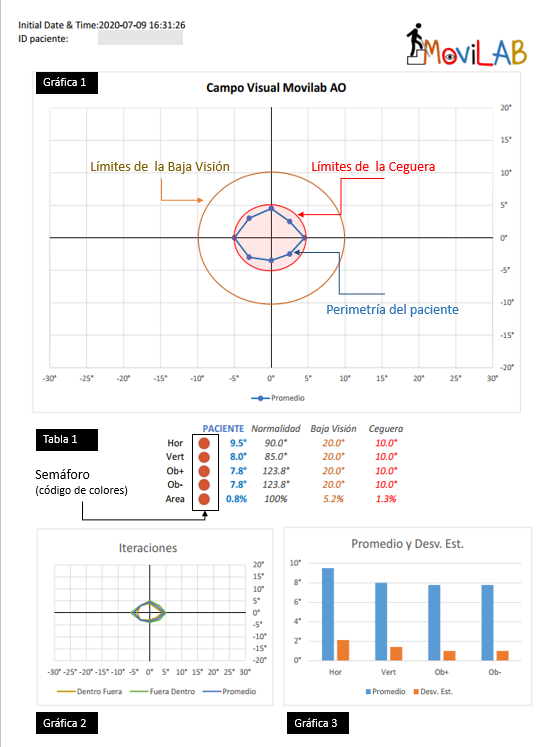 Initial Date & Time:2020-07-09 16:31:26
ID paciente:
MoviLAB
Gráfica 1
Campo Visual Movilab AO
Límites de la Baja Visión
Límites de la Ceguera
Perimetría del paciente
20°
15°
10°
5°
0°
-5°
-10°
-15°
-20°
-30° -25° -20° -15° -10° -5° 0° 5° 10° 15° 20° 25° 30°
Promedio
Tabla 1
Semáforo
(código de colores)
PACIENTE Normalidad Baja Visión Ceguera
Hor 9.5° 90.0° 20.0° 10.0°
Vert 8.0° 85.0° 20.0° 10.0°
Ob+ 7.8° 123.8° 20.0° 10.0°
Ob- 7.8° 123.8° 20.0° 10.0°
Area 0.8% 100% 5.2% 1.3%
Iteraciones
20°
15°
10°
5°
0°
-5°
-10°
-15°
-20°
-30° -25° -20° -15° -10° -5° 0° 5° 10° 15° 20° 25° 30°
Dentro Fuera Fuera Dentro Promedio
Gráfica 2
Promedio y Desv. Est.
10°
8°
6°
4°
2°
0°
Hor Vert Ob+ Ob-
Promedio Desv. Est.
Gráfica 3